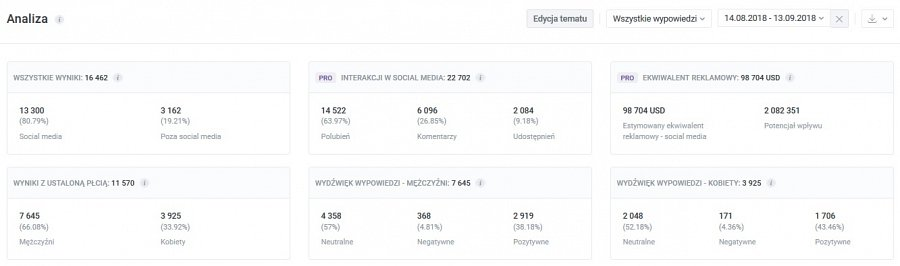 Analiza
Edycja tematu
Wszystkie wypowiedzi
14.08.2018 - 13.09.2018
WSZYSTKIE WYNIKI: 16 462
13 300
(80.79%)
Social media
3 162
(19.21%)
Poza social media
PRO INTERAKCJI W SOCIAL MEDIA: 22 702
14 522
(63.97%)
Polubień
6 096
(26.85%)
Komentarzy
2 084
(9.18%)
Udostępnień
PRO EKWIWALENT REKLAMOWY: 98 704 USD
98 704 USD
Estymowany ekwiwalent
reklamowy - social media
2 082 351
Potencjał wpływu
WYNIKI Z USTALONĄ PŁCIĄ: 11 570
7 645
(66.08%)
Mężczyźni
3 925
(33.92%)
Kobiety
WYDŹWIĘK WYPOWIEDZI - MĘŻCZYŹNI: 7 645
4 358
(57%)
Neutralne
368
(4.81%)
Negatywne
2 919
(38.18%)
Pozytywne
WYDŹWIĘK WYPOWIEDZI - KOBIETY: 3 925
2 048
(52.18%)
Neutralne
171
(4.36%)
Negatywne
1 706
(43.46%)
Pozytywne